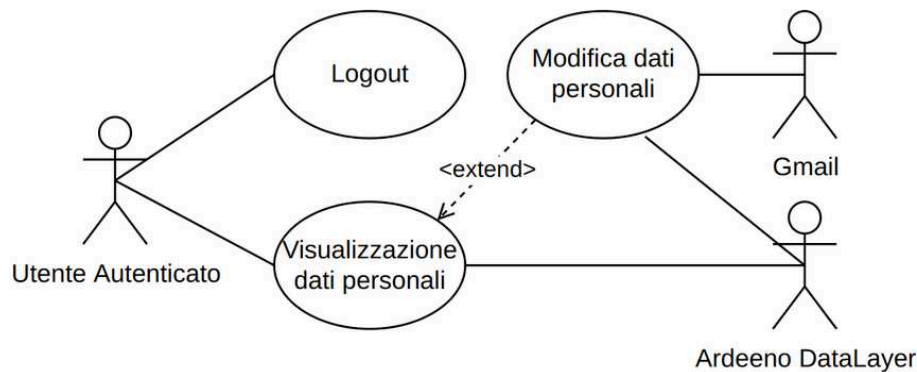 Logout
Modifica dati
personali
Gmail
<extend>
Utente Autenticato
Visualizzazione
dati personali
Ardeeno DataLayer